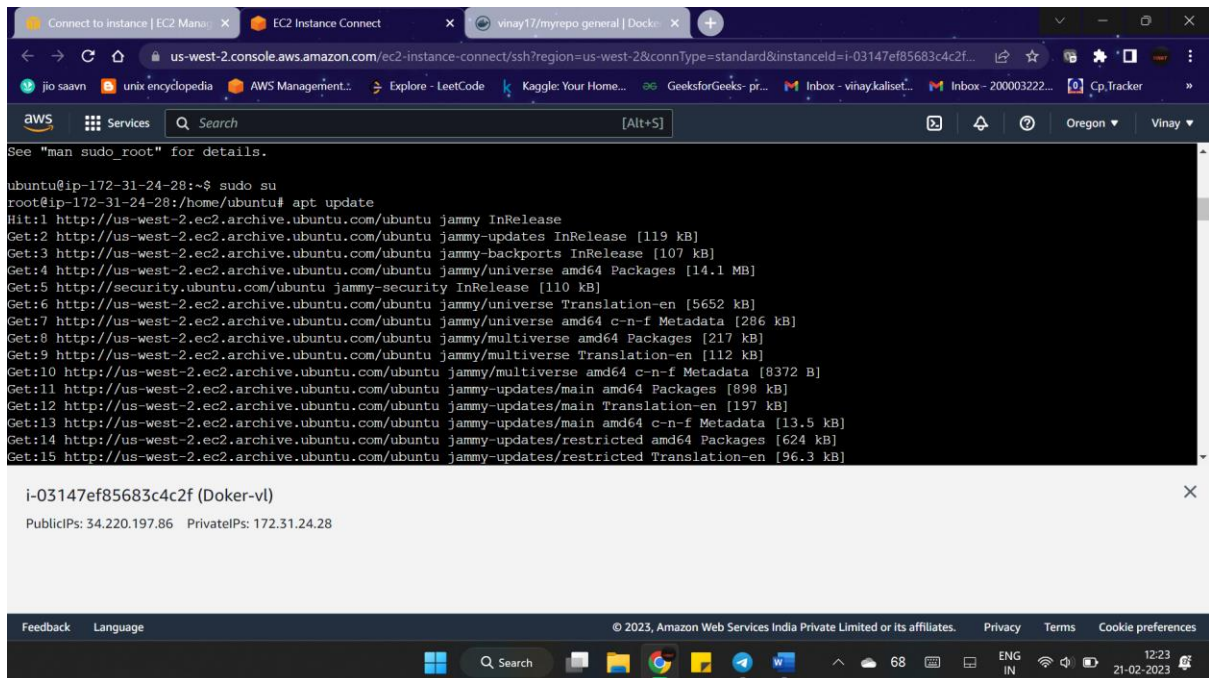 Connect to instance | EC2 Manag
EC2 Instance Connect
vinay17/myrepo general | Docke
us-west-2.console.aws.amazon.com/ec2-instance-connect/ssh?region=us-west-2&connType=standard&instanceId=i-03147ef85683c4c2f...
jio saavn
unix encyclopedia
AWS Management...
Explore - LeetCode
Kaggle: Your Home...
GeeksforGeeks- pr...
Inbox - vinay.kaliset...
Inbox - 200003222...
Cp,Tracker
»
aws
Services
Search
[Alt+S]
Oregon ▼
Vinay ▼
See "man sudo_root" for details.
ubuntu@ip-172-31-24-28:~$ sudo su
root@ip-172-31-24-28:/home/ubuntu# apt update
Hit:1 http://us-west-2.ec2.archive.ubuntu.com/ubuntu jammy InRelease
Get:2 http://us-west-2.ec2.archive.ubuntu.com/ubuntu jammy-updates InRelease [119 kB]
Get:3 http://us-west-2.ec2.archive.ubuntu.com/ubuntu jammy-backports InRelease [107 kB]
Get:4 http://us-west-2.ec2.archive.ubuntu.com/ubuntu jammy/universe amd64 Packages [14.1 MB]
Get:5 http://security.ubuntu.com/ubuntu jammy-security InRelease [110 kB]
Get:6 http://us-west-2.ec2.archive.ubuntu.com/ubuntu jammy/universe Translation-en [5652 kB]
Get:7 http://us-west-2.ec2.archive.ubuntu.com/ubuntu jammy/universe amd64 c-n-f Metadata [286 kB]
Get:8 http://us-west-2.ec2.archive.ubuntu.com/ubuntu jammy/multiverse amd64 Packages [217 kB]
Get:9 http://us-west-2.ec2.archive.ubuntu.com/ubuntu jammy/multiverse Translation-en [112 kB]
Get:10 http://us-west-2.ec2.archive.ubuntu.com/ubuntu jammy/multiverse amd64 c-n-f Metadata [8372 B]
Get:11 http://us-west-2.ec2.archive.ubuntu.com/ubuntu jammy-updates/main amd64 Packages [898 kB]
Get:12 http://us-west-2.ec2.archive.ubuntu.com/ubuntu jammy-updates/main Translation-en [197 kB]
Get:13 http://us-west-2.ec2.archive.ubuntu.com/ubuntu jammy-updates/main amd64 c-n-f Metadata [13.5 kB]
Get:14 http://us-west-2.ec2.archive.ubuntu.com/ubuntu jammy-updates/restricted amd64 Packages [624 kB]
Get:15 http://us-west-2.ec2.archive.ubuntu.com/ubuntu jammy-updates/restricted Translation-en [96.3 kB]
i-03147ef85683c4c2f (Doker-vl)
PublicIPs: 34.220.197.86 PrivateIPs: 172.31.24.28
Feedback
Language
© 2023, Amazon Web Services India Private Limited or its affiliates.
Privacy
Terms
Cookie preferences
Search
68
ENG
IN
12:23
21-02-2023